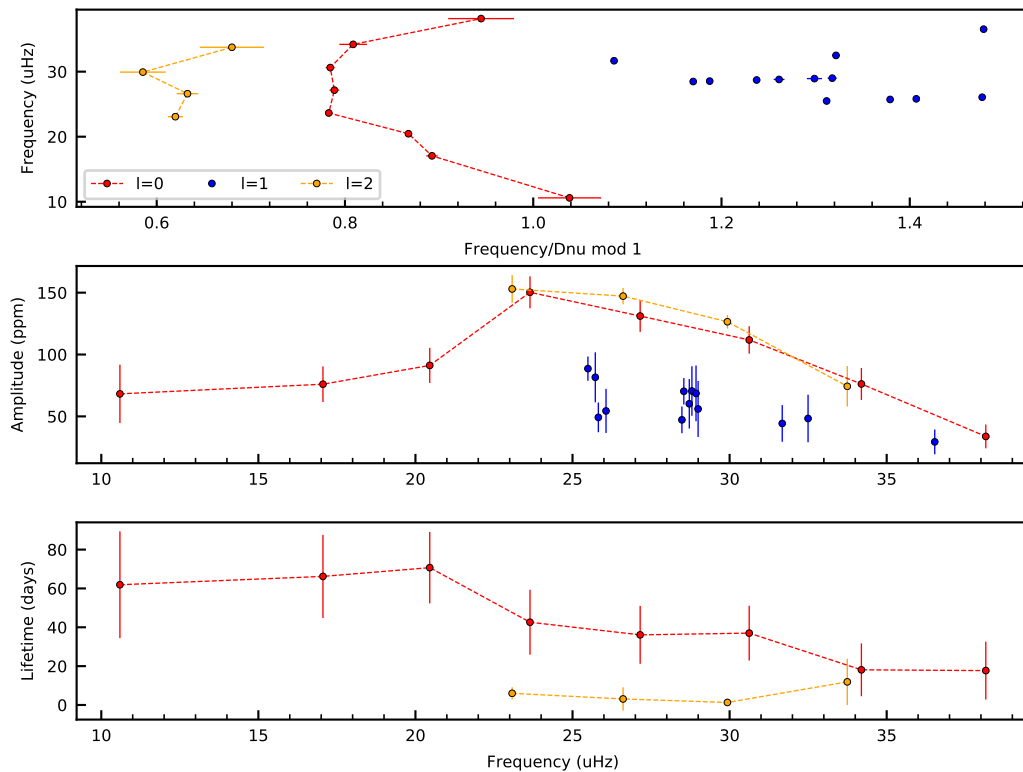 Frequency (uHz)
40
30
20
10
l=0 l=1 l=2
0.6 0.8 1.0 1.2 1.4
Frequency/Dnu mod 1
Amplitude (ppm)
150
100
50
10 15 20 25 30 35
Lifetime (days)
80
60
40
20
0
10 15 20 25 30 35
Frequency (uHz)